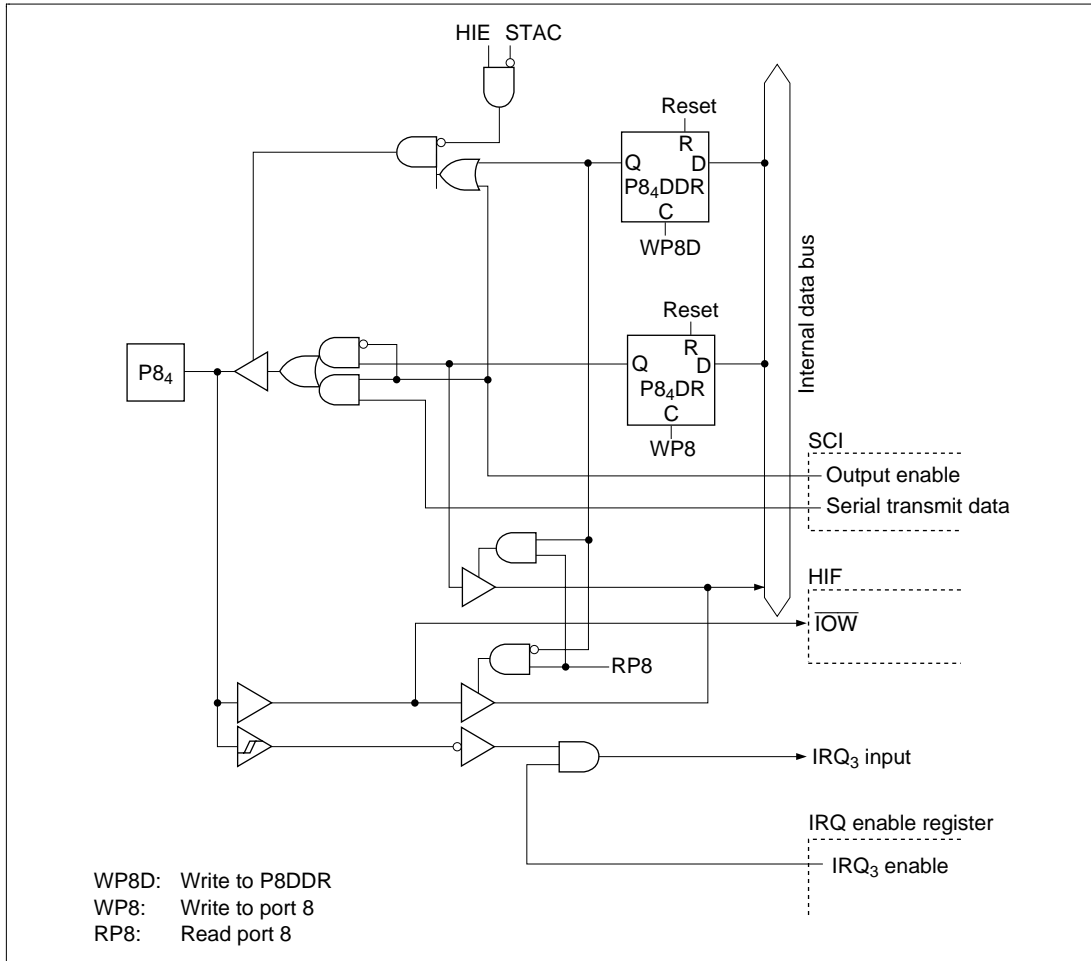 HIE STAC
Reset
R
Q D
P8₄DDR
C
WP8D
Internal data bus
Reset
R
Q D
P8₄DR
C
WP8
P8₄
SCI
Output enable
Serial transmit data
HIF
I̅O̅W̅
RP8
IRQ₃ input
IRQ enable register
IRQ₃ enable
WP8D: Write to P8DDR
WP8: Write to port 8
RP8: Read port 8